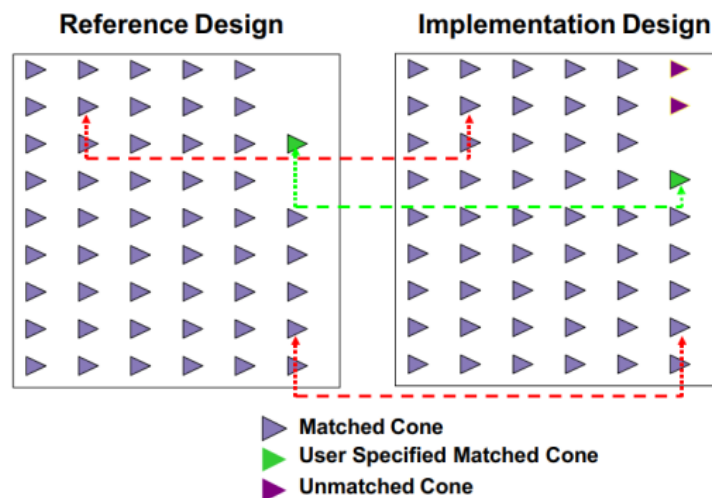 Reference Design
Implementation Design
Matched Cone
User Specified Matched Cone
Unmatched Cone